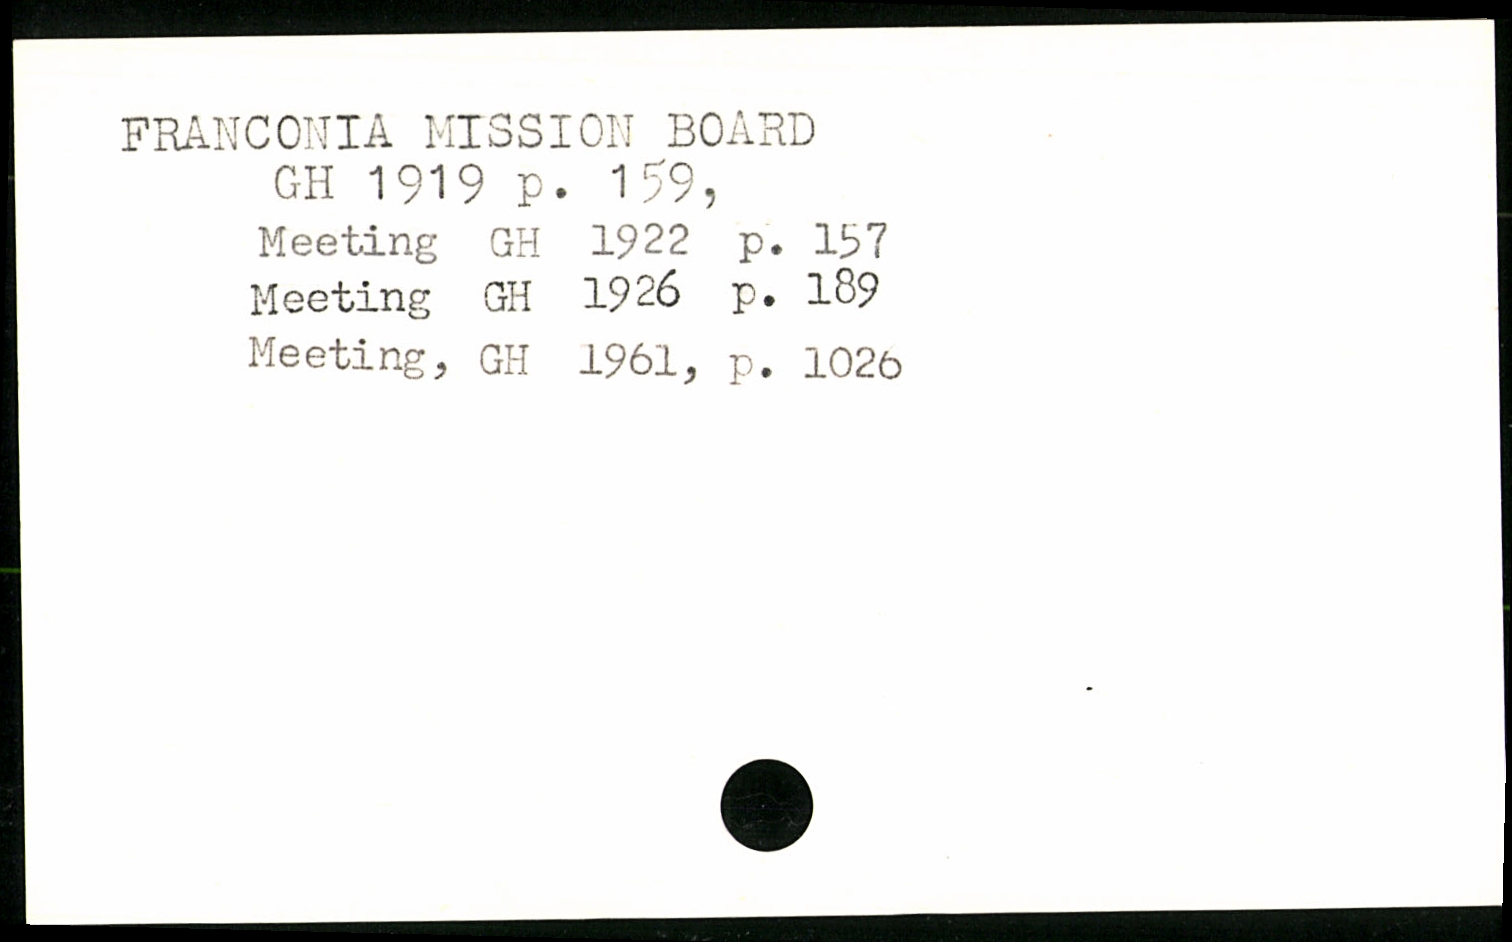 FRANCONIA MISSION BOARD
GH 1919 p. 159,
Meeting GH 1922 p. 157
Meeting GH 1926 p. 189
Meeting, GH 1961, p. 1026